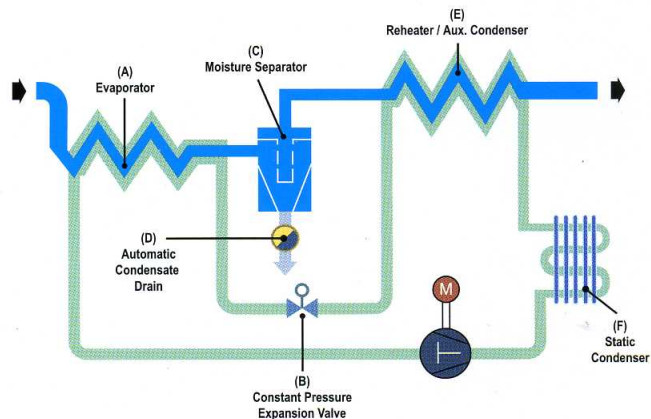 (E)
Reheater / Aux. Condenser
(C)
Moisture Separator
(A)
Evaporator
(D)
Automatic
Condensate
Drain
M
(F)
Static
Condenser
(B)
Constant Pressure
Expansion Valve